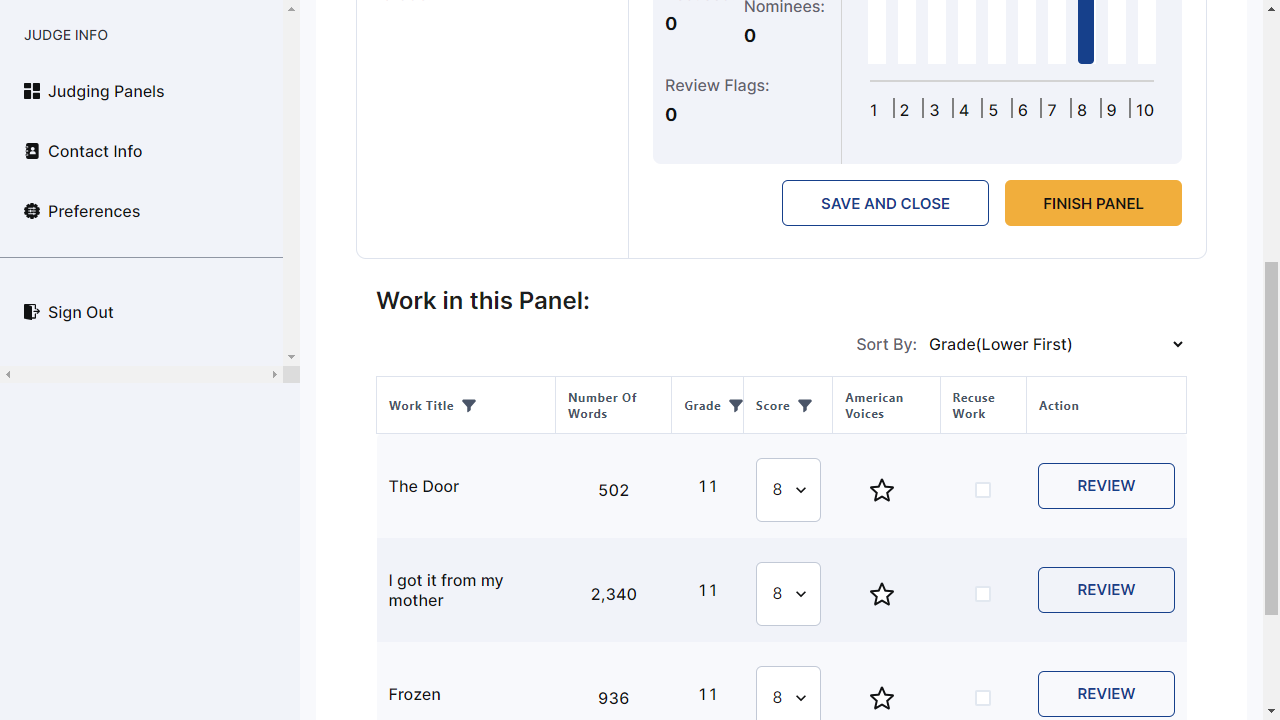 JUDGE INFO
Judging Panels
Contact Info
Preferences
Sign Out
Nominees:
0
0
Review Flags:
0
1 2 3 4 5 6 7 8 9 10
SAVE AND CLOSE
FINISH PANEL
Work in this Panel:
Sort By: Grade(Lower First)
Work Title
Number Of
Words
Grade
Score
American
Voices
Recuse
Work
Action
The Door
502
11
8
REVIEW
I got it from my
mother
2,340
11
8
REVIEW
Frozen
936
11
8
REVIEW